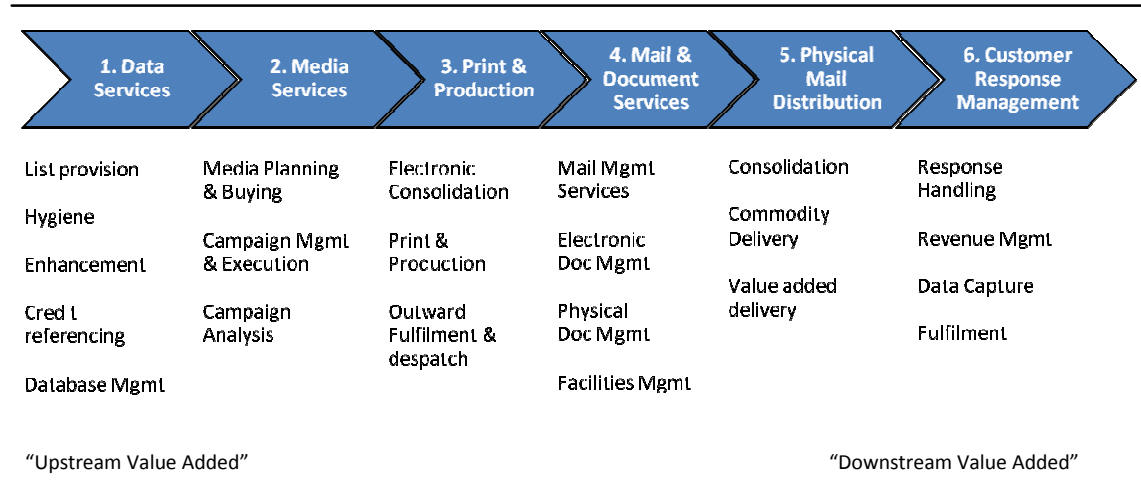 1. Data
Services
2. Media
Services
3. Print &
Production
4. Mail &
Document
Services
5. Physical
Mail
Distribution
6. Customer
Response
Management
List provision
Hygiene
Enhancement
Cred t
referencing
Database Mgmt
Media Planning
& Buying
Campaign Mgmt
& Execution
Campaign
Analysis
Electronic
Consolidation
Print &
Procuction
Outward
Fulfilment &
despatch
Mail Mgmt
Services
Electronic
Doc Mgmt
Physical
Doc Mgmt
Facilities Mgmt
Consolidation
Commodity
Delivery
Value added
delivery
Response
Handling
Revenue Mgmt
Data Capture
Fulfilment
“Upstream Value Added”
“Downstream Value Added”